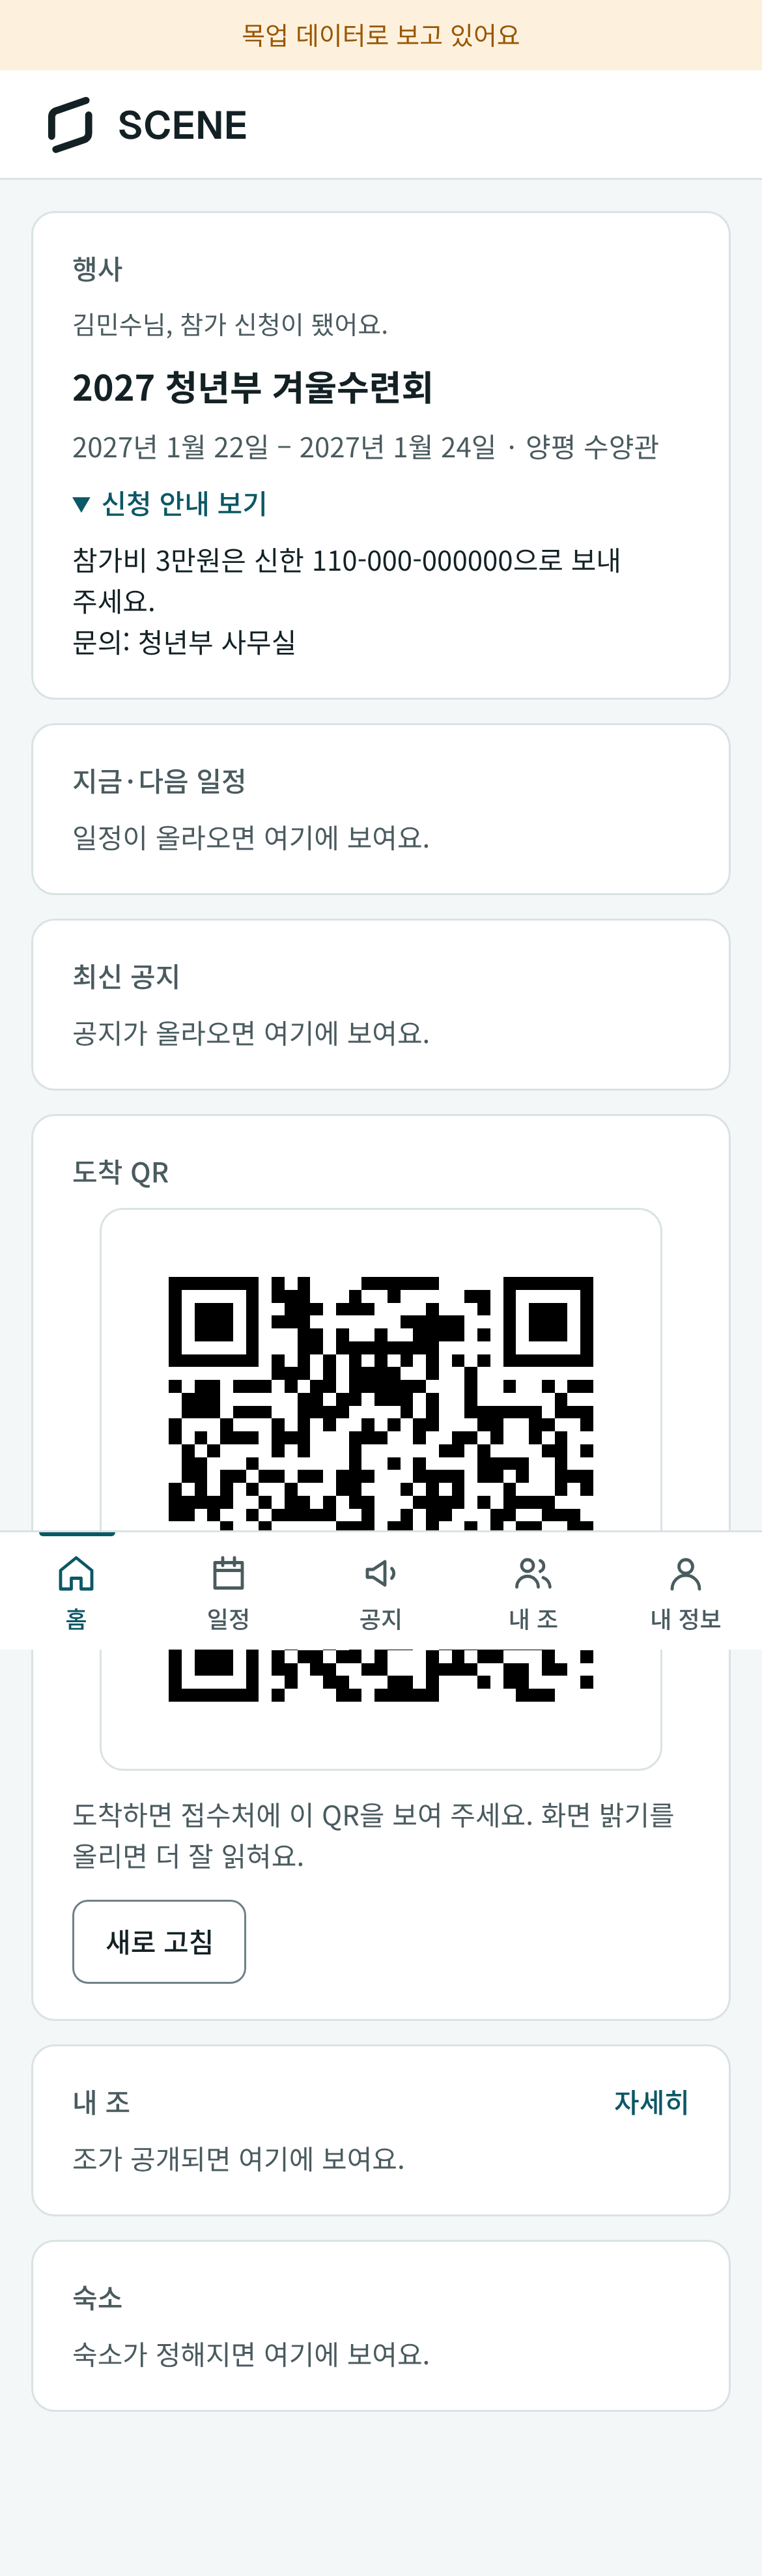 목업 데이터로 보고 있어요
SCENE
행사
김민수님, 참가 신청이 됐어요.
2027 청년부 겨울수련회
2027년 1월 22일 – 2027년 1월 24일 · 양평 수양관
▼ 신청 안내 보기
참가비 3만원은 신한 110-000-000000으로 보내
주세요.
문의: 청년부 사무실
지금·다음 일정
일정이 올라오면 여기에 보여요.
최신 공지
공지가 올라오면 여기에 보여요.
도착 QR
홈
일정
공지
내 조
내 정보
도착하면 접수처에 이 QR을 보여 주세요. 화면 밝기를
올리면 더 잘 읽혀요.
새로 고침
내 조
자세히
조가 공개되면 여기에 보여요.
숙소
숙소가 정해지면 여기에 보여요.